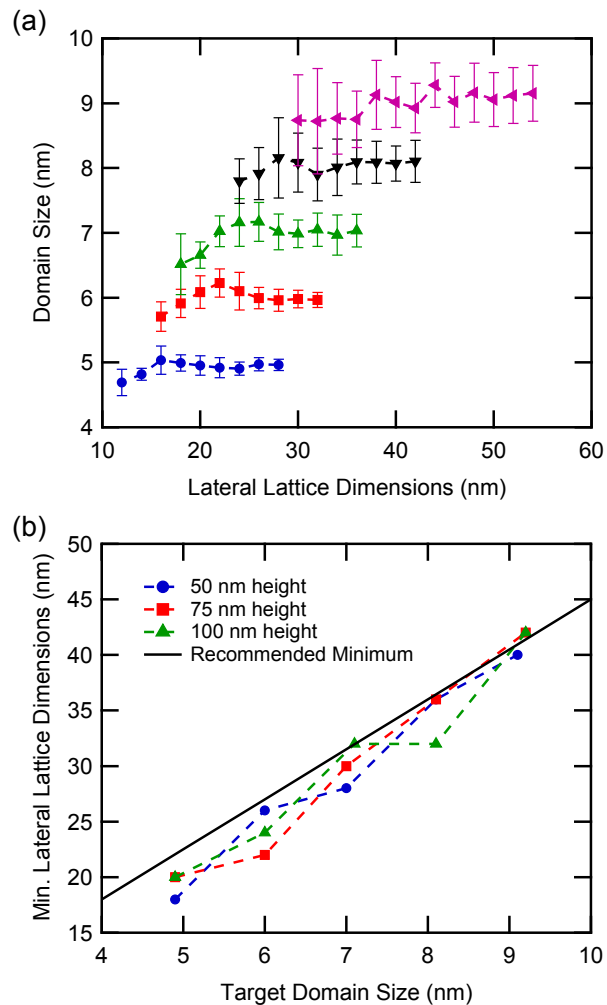 (a)
10
9
8
7
6
5
4
Domain Size (nm)
10
20
30
40
50
60
Lateral Lattice Dimensions (nm)
(b)
50
45
40
35
30
25
20
15
Min. Lateral Lattice Dimensions (nm)
50 nm height
75 nm height
100 nm height
Recommended Minimum
4
5
6
7
8
9
10
Target Domain Size (nm)